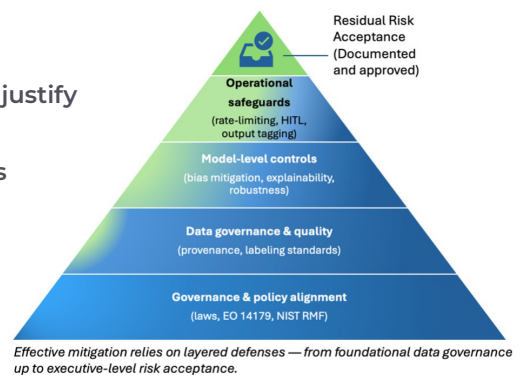 Residual Risk
Acceptance
(Documented
and approved)
justify
s
Operational
safeguards
(rate-limiting, HITL,
output tagging)
Model-level controls
(bias mitigation, explainability,
robustness)
Data governance & quality
(provenance, labeling standards)
Governance & policy alignment
(laws, EO 14179, NIST RMF)
Effective mitigation relies on layered defenses — from foundational data governance
up to executive-level risk acceptance.